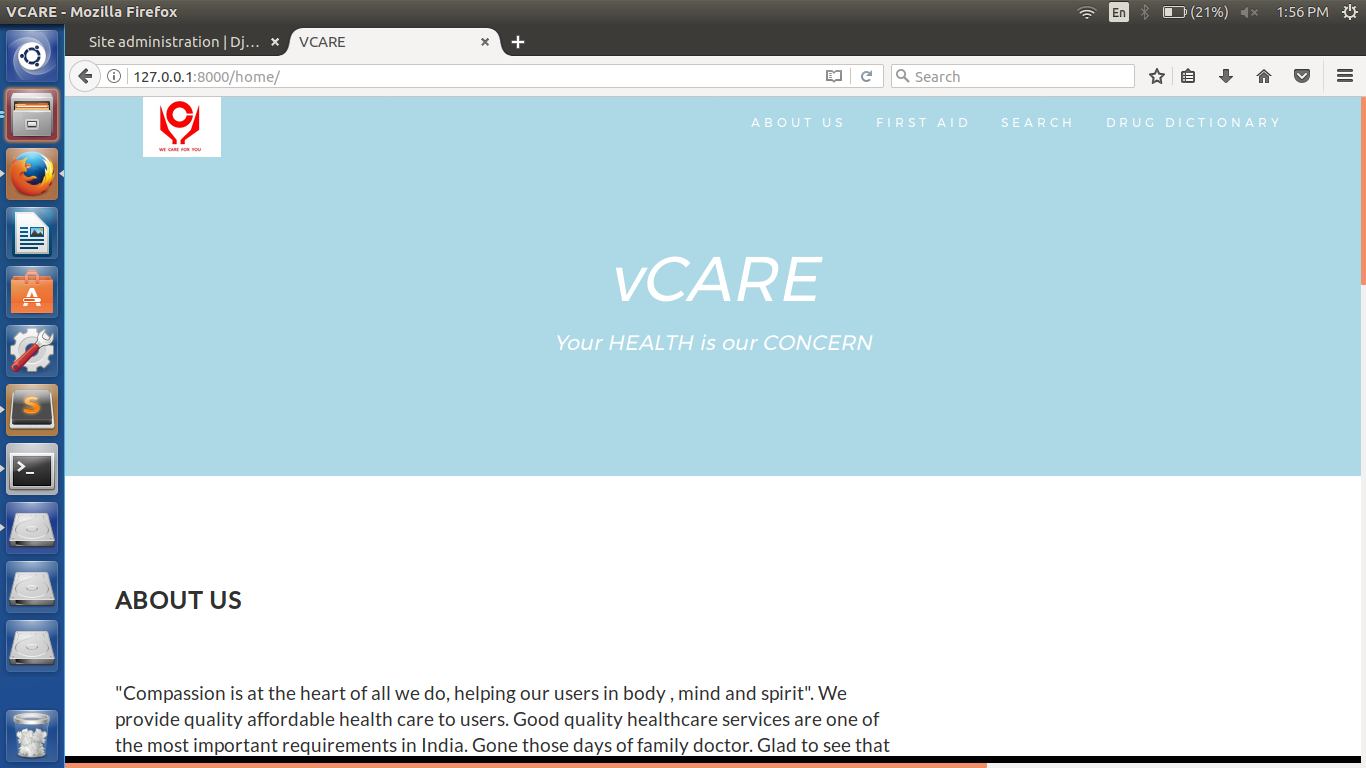 VCARE - Mozilla Firefox
En
(21%)
1:56 PM
Site administration | Dj...
VCARE
127.0.0.1:8000/home/
Search
WE CARE FOR YOU
ABOUT US
FIRST AID
SEARCH
DRUG DICTIONARY
vCARE
Your HEALTH is our CONCERN
ABOUT US
"Compassion is at the heart of all we do, helping our users in body , mind and spirit". We
provide quality affordable health care to users. Good quality healthcare services are one of
the most important requirements in India. Gone those days of family doctor. Glad to see that